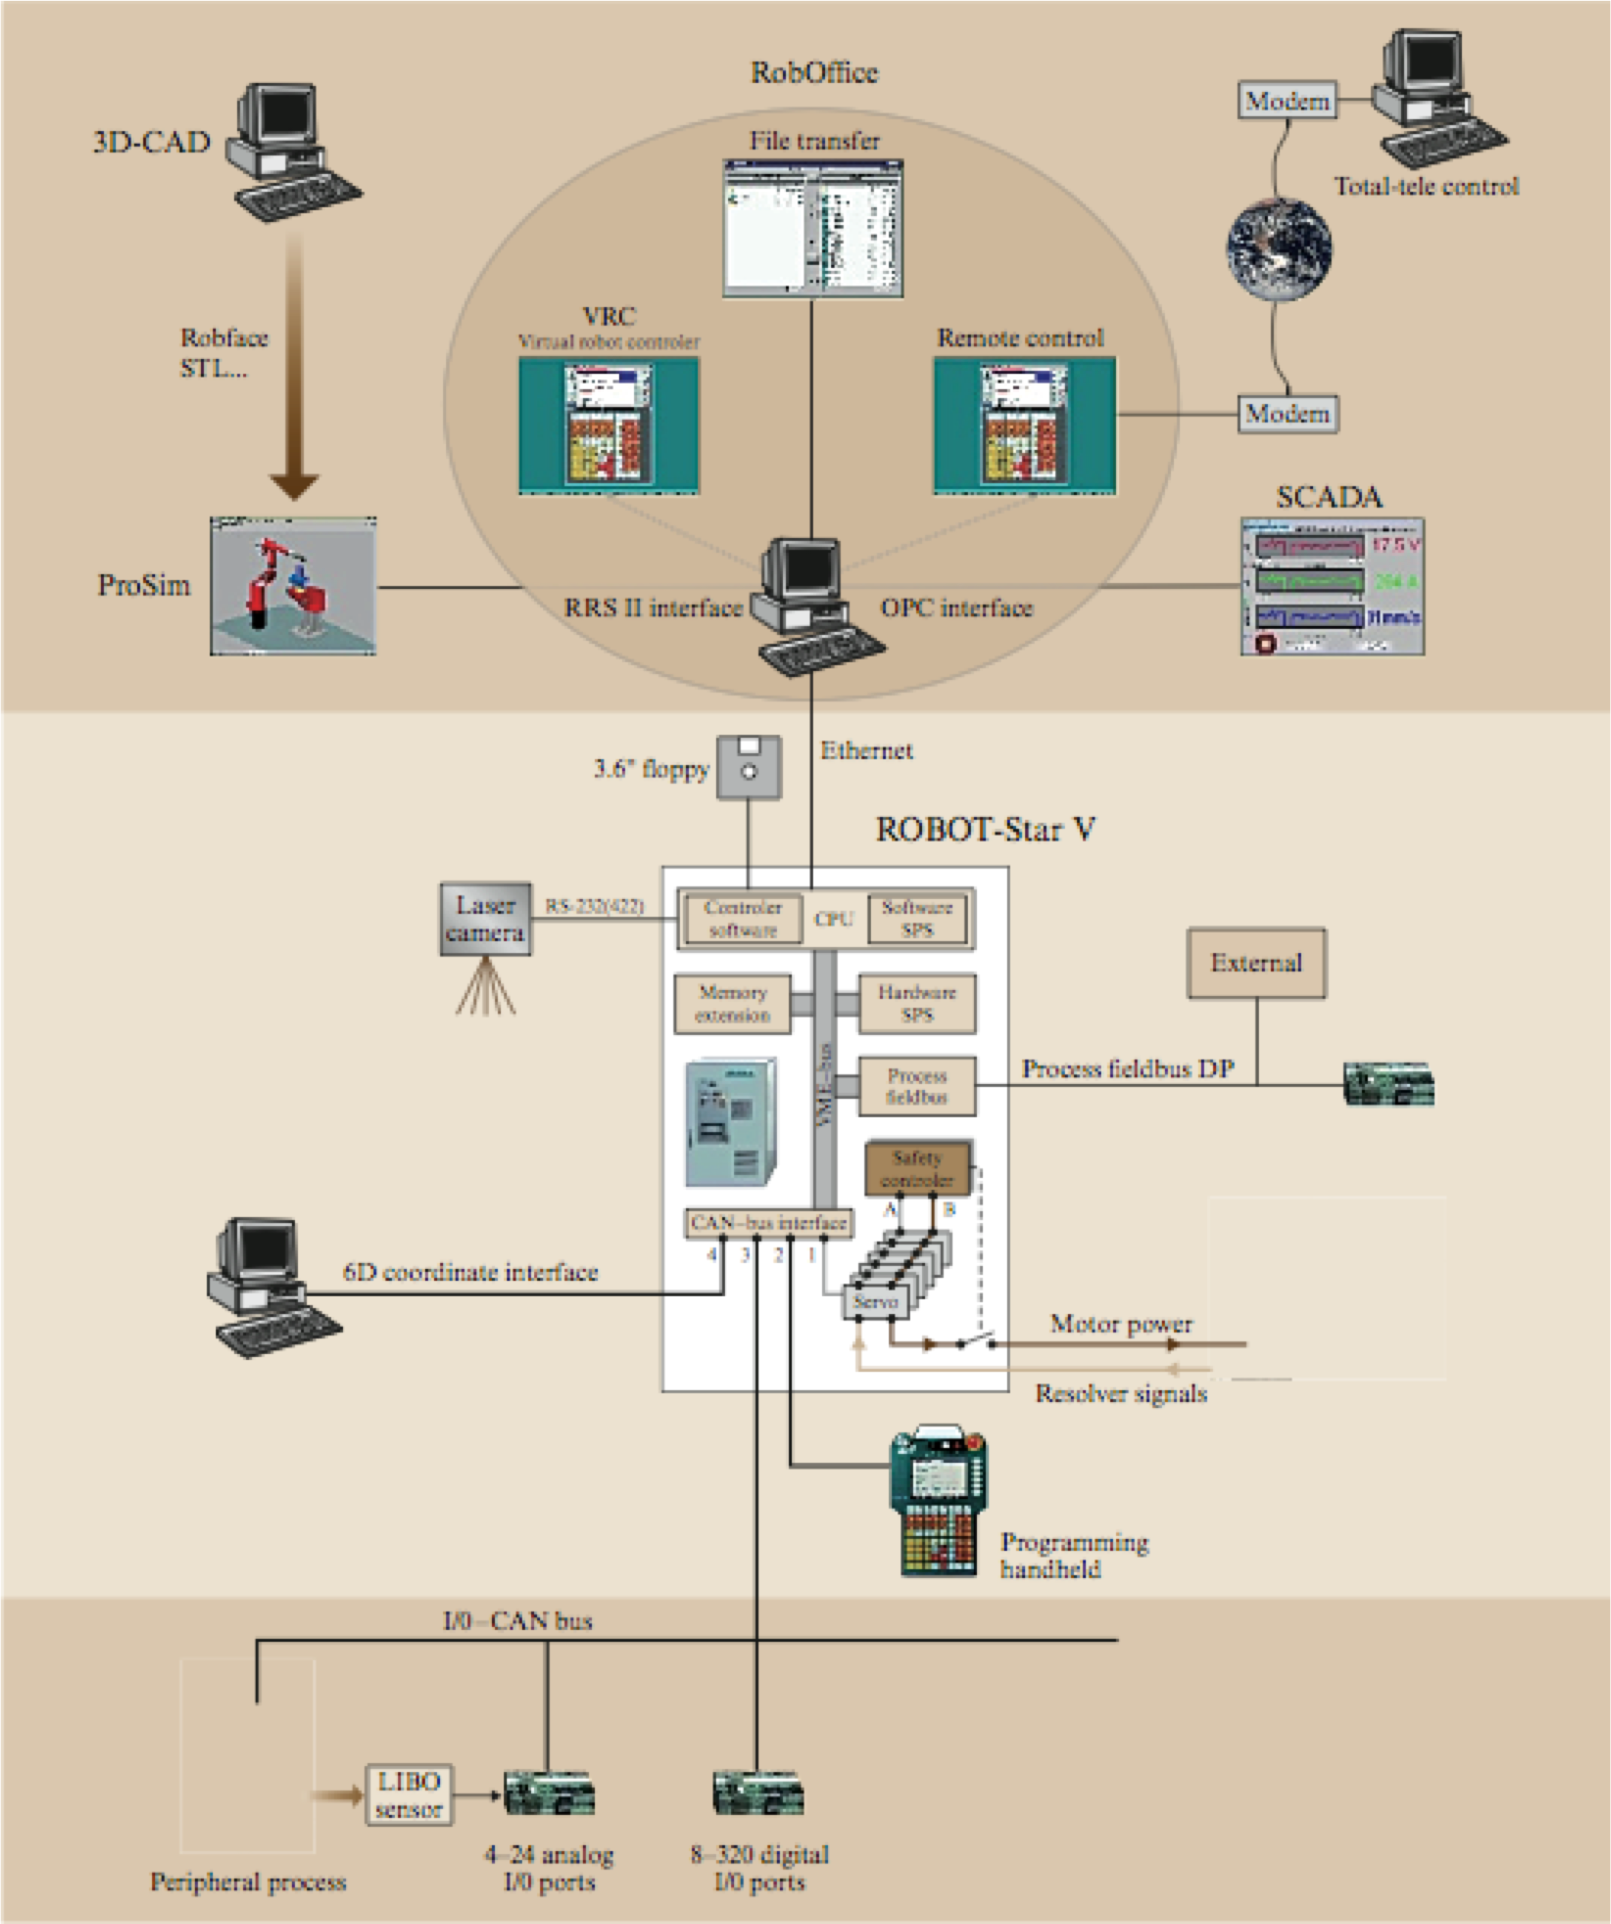 RobOffice
Modem
3D-CAD
File transfer
Total-tele control
VRC
Virtual robot controler
Robface
STL...
Remote control
Modem
SCADA
17.5 V
264 A
ProSim
RRS II interface
OPC interface
3.6" floppy
Ethernet
ROBOT-Star V
Laser
camera
RS-232(422)
Controler
software
CPU
Software
SPS
External
Memory
extension
Hardware
SPS
VME-bus
Process
fieldbus
Process fieldbus DP
Safety
controler
A
B
CAN-bus interface
4
3
2
1
6D coordinate interface
Servo
Motor power
Resolver signals
Programming
handheld
I/0-CAN bus
LIBO
sensor
4-24 analog
I/0 ports
8-320 digital
I/0 ports
Peripheral process